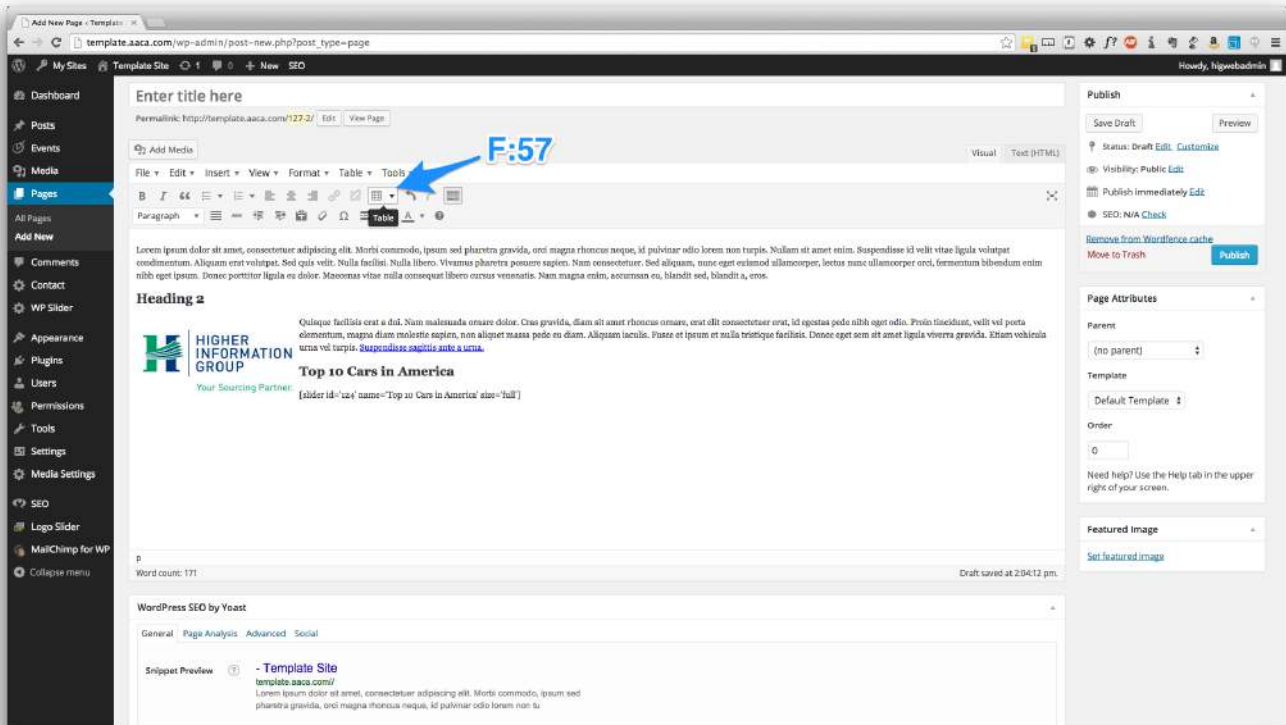 Add New Page ‹ Template
template.aaca.com/wp-admin/post-new.php?post_type=page
My Sites Template Site 1 0 + New SEO Howdy, higwebadmin
Dashboard
Posts
Events
Media
Pages
All Pages
Add New
Comments
Contact
WP Slider
Appearance
Plugins
Users
Permissions
Tools
Settings
Media Settings
SEO
Logo Slider
MailChimp for WP
Collapse menu
Enter title here
Permalink: http://template.aaca.com/127-2/ Edit View Page
F:57
Add Media Visual Text (HTML)
File Edit Insert View Format Table Tools
B I
Paragraph Ω Table A
Lorem ipsum dolor sit amet, consectetuer adipiscing elit. Morbi commodo, ipsum sed pharetra gravida, orci magna rhoncus neque, id pulvinar odio lorem non turpis. Nullam sit amet enim. Suspendisse id velit vitae ligula volutpat
condimentum. Aliquam erat volutpat. Sed quis velit. Nulla facilisi. Nulla libero. Vivamus pharetra posuere sapien. Nam consectetuer. Sed aliquam, nunc eget euismod ullamcorper, lectus nunc ullamcorper orci, fermentum bibendum enim
nibh eget ipsum. Donec porttitor ligula eu dolor. Maecenas vitae nulla consequat libero cursus venenatis. Nam magna enim, accumsan eu, blandit sed, blandit a, eros.
Heading 2
HIGHER
INFORMATION
GROUP
Your Sourcing Partner.
Quisque facilisis erat a dui. Nam malesuada ornare dolor. Cras gravida, diam sit amet rhoncus ornare, erat elit consectetuer erat, id egestas pede nibh eget odio. Proin tincidunt, velit vel porta
elementum, magna diam molestie sapien, non aliquet massa pede eu diam. Aliquam iaculis. Fusce et ipsum et nulla tristique facilisis. Donec eget sem sit amet ligula viverra gravida. Etiam vehicula
urna vel turpis. Suspendisse sagittis ante a urna.
Top 10 Cars in America
[slider id='124' name='Top 10 Cars in America' size='full']
p
Word count: 171 Draft saved at 2:04:12 pm.
WordPress SEO by Yoast
General Page Analysis Advanced Social
Snippet Preview
- Template Site
template.aaca.com//
Lorem ipsum dolor sit amet, consectetuer adipiscing elit. Morbi commodo, ipsum sed
pharetra gravida, orci magna rhoncus neque, id pulvinar odio lorem non tu
Publish
Save Draft Preview
Status: Draft Edit Customize
Visibility: Public Edit
Publish immediately Edit
SEO: N/A Check
Remove from Wordfence cache
Move to Trash Publish
Page Attributes
Parent
(no parent)
Template
Default Template
Order
0
Need help? Use the Help tab in the upper
right of your screen.
Featured Image
Set featured image